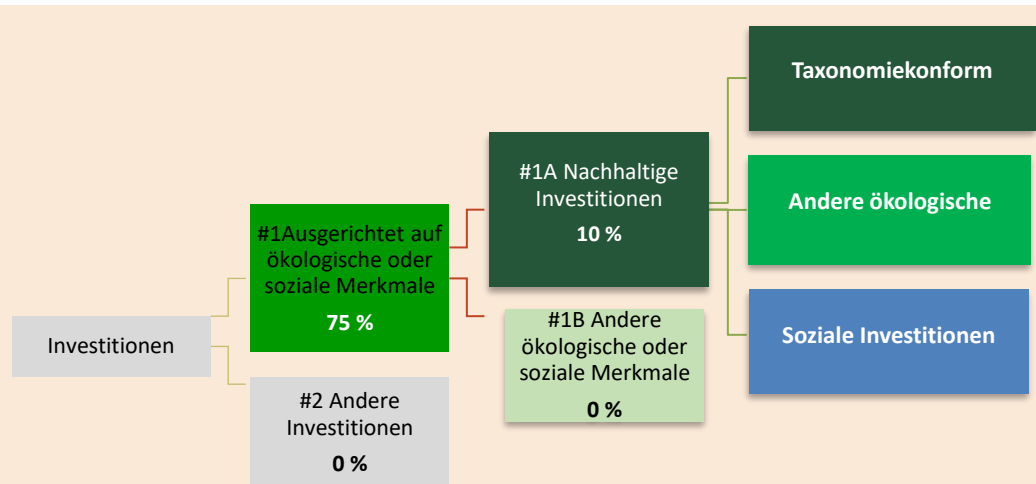 Investitionen
#1Ausgerichtet auf
ökologische oder
soziale Merkmale
75 %
#2 Andere
Investitionen
0 %
#1A Nachhaltige
Investitionen
10 %
#1B Andere
ökologische oder
soziale Merkmale
0 %
Taxonomiekonform
Andere ökologische
Soziale Investitionen